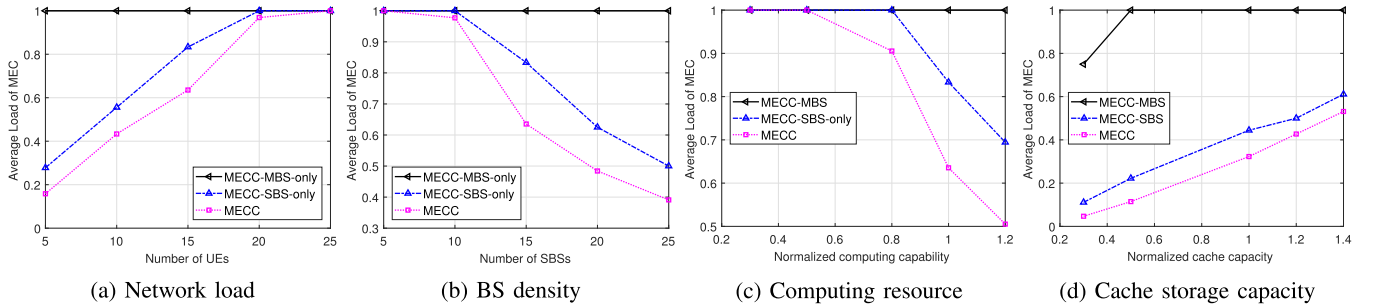 1
0.8
0.6
0.4
0.2
0
Average Load of MEC
MECC-MBS-only
MECC-SBS-only
MECC
5 10 15 20 25
Number of UEs
(a) Network load
1
0.9
0.8
0.7
0.6
0.5
0.4
0.3
Average Load of MEC
MECC-MBS-only
MECC-SBS-only
MECC
5 10 15 20 25
Number of SBSs
(b) BS density
1
0.9
0.8
0.7
0.6
0.5
Average Load of MEC
MECC-MBS
MECC-SBS-only
MECC
0.2 0.4 0.6 0.8 1 1.2
Normalized computing capability
(c) Computing resource
1
0.8
0.6
0.4
0.2
0
Average Load of MEC
MECC-MBS
MECC-SBS
MECC
0.2 0.4 0.6 0.8 1 1.2 1.4
Normalized cache capacity
(d) Cache storage capacity